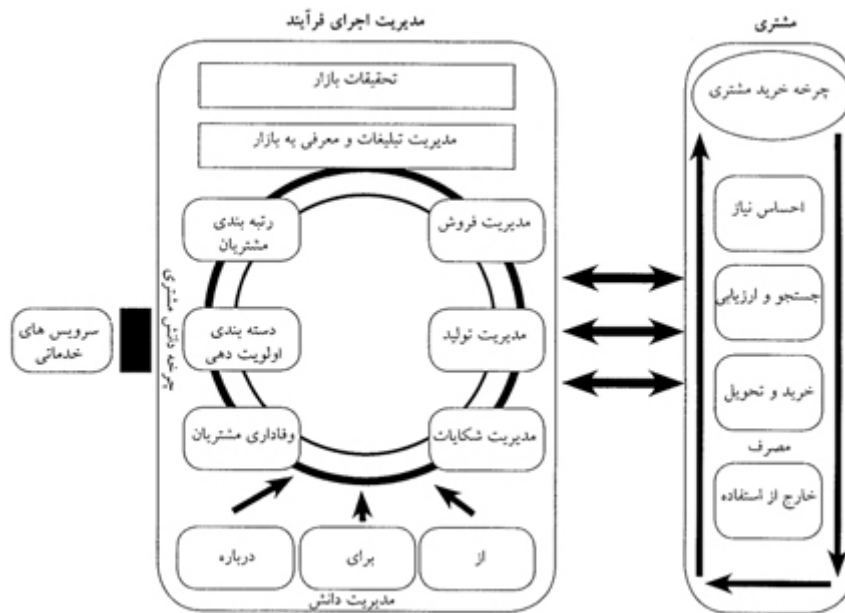 مدیریت اجرای فرآیند
مشتری
تحقیقات بازار
چرخه خرید مشتری
مدیریت تبلیغات و معرفی به بازار
رتبه بندی
مشتریان
مدیریت فروش
احساس نیاز
جستجو و ارزیابی
چرخه دانش مشتری
سرویس های
خدماتی
دسته بندی
اولویت دهی
مدیریت تولید
خرید و تحویل
وفاداری مشتریان
مدیریت شکایات
مصرف
خارج از استفاده
درباره
برای
از
مدیریت دانش